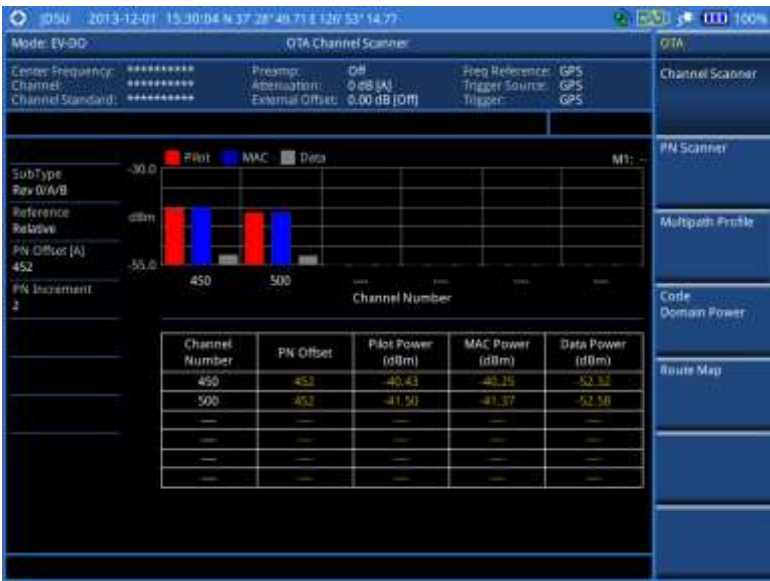 JDSU 2013-12-01 15:30:04 N 37 28' 49.71 E 126 53' 14.77 100%
Mode: EV-DO OTA Channel Scanner OTA
Center Frequency: **********
Channel: **********
Channel Standard: **********
Preamp: Off
Attenuation: 0 dB [A]
External Offset: 0.00 dB [Off]
Freq Reference: GPS
Trigger Source: GPS
Trigger: GPS
Channel Scanner
PN Scanner
Multipath Profile
Code
Domain Power
Route Map
SubType
Rev 0/A/B
Reference
Relative
PN Offset [A]
452
PN Increment
2
Pilot MAC Data M1: --
-30.0
dBm
-55.0
450 500 ---- ---- ---- ----
Channel Number
Channel Number PN Offset Pilot Power (dBm) MAC Power (dBm) Data Power (dBm)
450 452 -40.43 -40.25 -52.32
500 452 -41.50 -41.37 -52.58
---- ---- ---- ---- ----
---- ---- ---- ---- ----
---- ---- ---- ---- ----
---- ---- ---- ---- ----